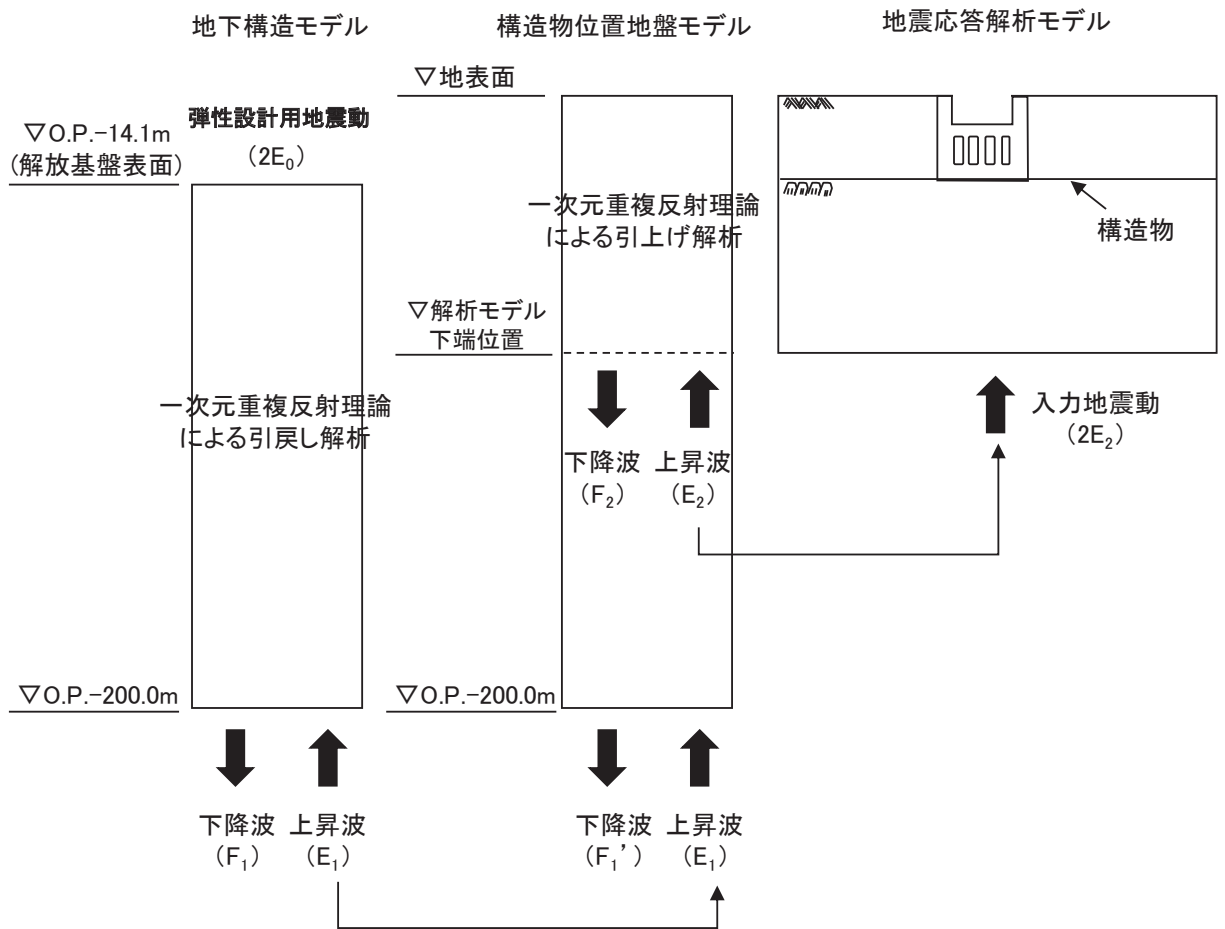 地下構造モデル
▽O.P.-14.1m
(解放基盤表面)
弾性設計用地震動
(2E₀)
一次元重複反射理論
による引戻し解析
▽O.P.-200.0m
下降波
(F₁)
上昇波
(E₁)
構造物位置地盤モデル
▽地表面
一次元重複反射理論
による引上げ解析
▽解析モデル
下端位置
下降波
(F₂)
上昇波
(E₂)
▽O.P.-200.0m
下降波
(F₁’)
上昇波
(E₁)
地震応答解析モデル
構造物
入力地震動
(2E₂)